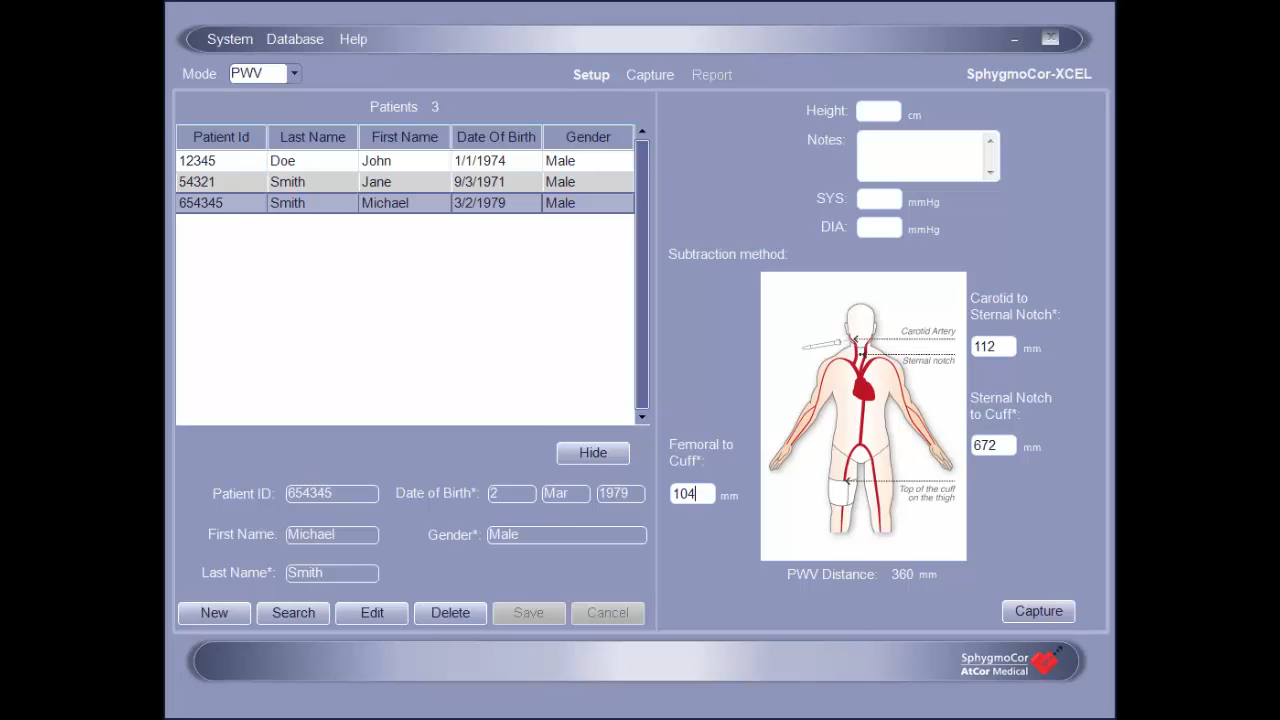 System Database Help
Mode PWV
Setup Capture Report
SphygmoCor-XCEL
Patients 3
Patient Id Last Name First Name Date Of Birth Gender
12345 Doe John 1/1/1974 Male
54321 Smith Jane 9/3/1971 Male
654345 Smith Michael 3/2/1979 Male
Hide
Patient ID: 654345 Date of Birth*: 2 Mar 1979
First Name. Michael Gender*: Male
Last Name*: Smith
New Search Edit Delete Save Cancel
Height: cm
Notes:
SYS: mmHg
DIA: mmHg
Subtraction method:
Carotid Artery
Sternal notch
Top of the cuff
on the thigh
Carotid to
Sternal Notch*:
112 mm
Sternal Notch
to Cuff*:
672 mm
Femoral to
Cuff*:
104 mm
PWV Distance: 360 mm
Capture
SphygmoCor
AtCor Medical